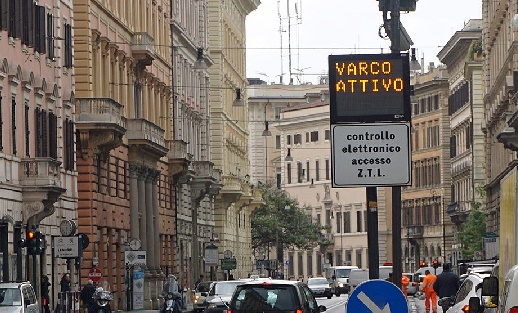 VARCO
ATTIVO
controllo
elettronico
accesso
Z.T.L.